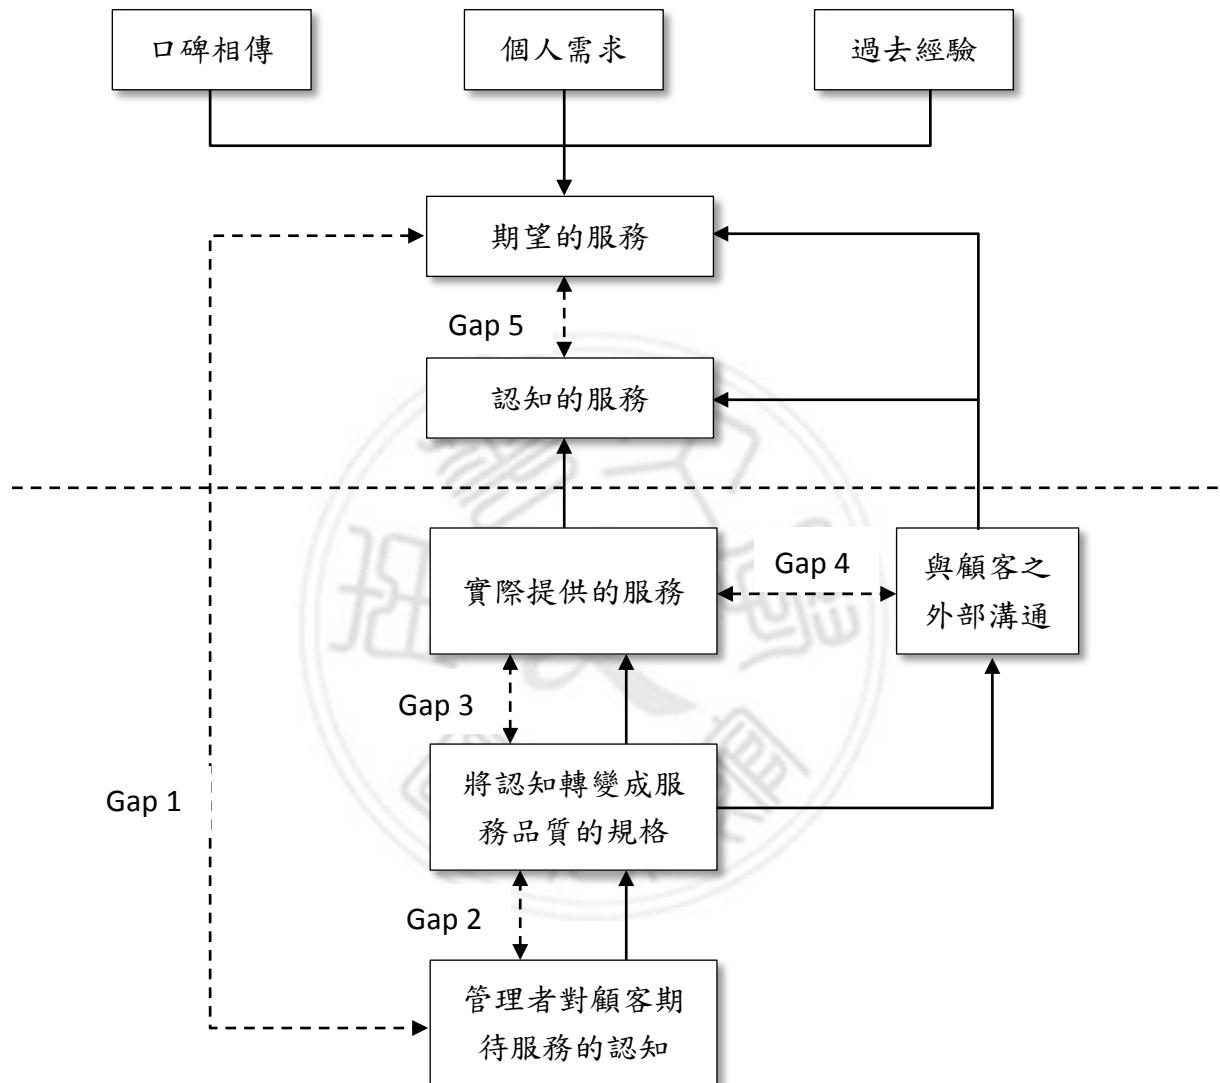 口碑相傳
個人需求
過去經驗
期望的服務
Gap 5
認知的服務
實際提供的服務
Gap 4
與顧客之
外部溝通
Gap 3
將認知轉變成服
務品質的規格
Gap 1
Gap 2
管理者對顧客期
待服務的認知